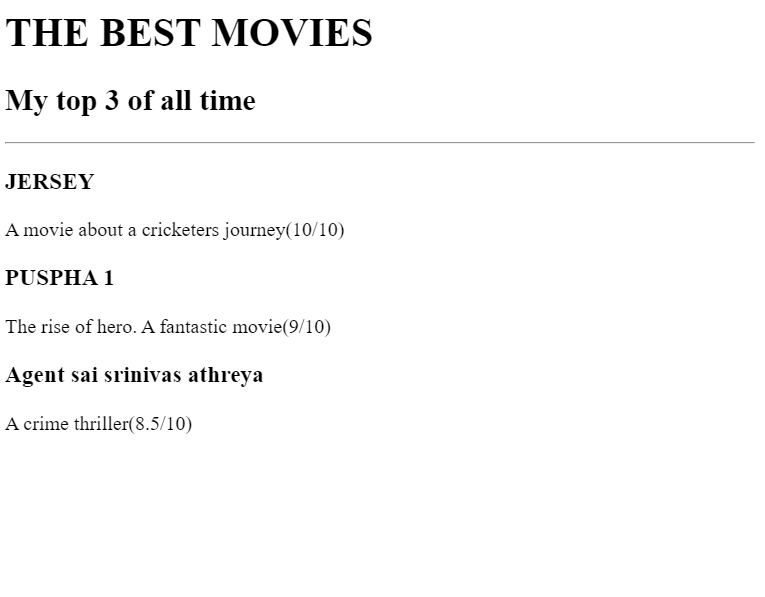 THE BEST MOVIES
My top 3 of all time
JERSEY
A movie about a cricketers journey(10/10)
PUSPHA 1
The rise of hero. A fantastic movie(9/10)
Agent sai srinivas athreya
A crime thriller(8.5/10)